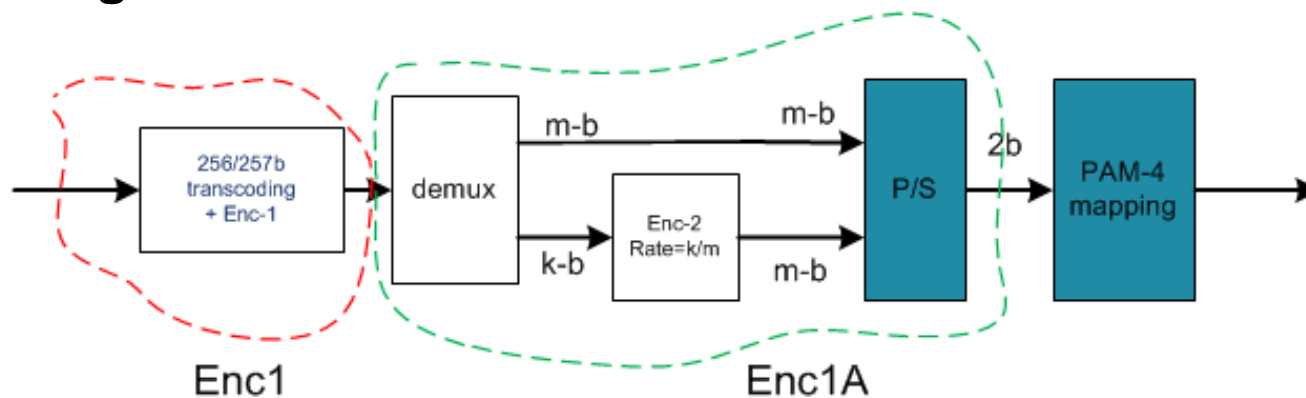 256/257b
transcoding
+ Enc-1
demux
m-b
m-b
k-b
Enc-2
Rate=k/m
m-b
P/S
2b
PAM-4
mapping
Enc1
Enc1A